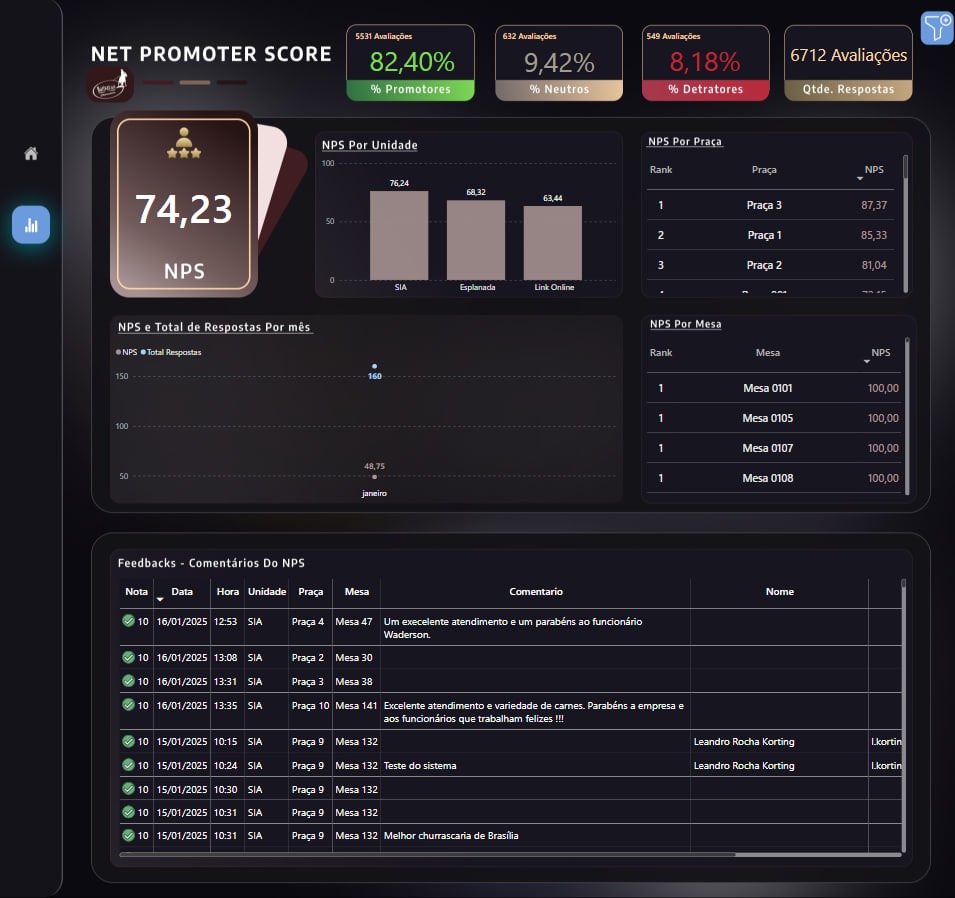 NET PROMOTER SCORE
5531 Avaliações
82,40%
% Promotores
632 Avaliações
9,42%
% Neutros
549 Avaliações
8,18%
% Detratores
6712 Avaliações
Qtde. Respostas
74,23
NPS
NPS Por Unidade
100
50
0
76,24
68,32
63,44
SIA Esplanada Link Online
NPS Por Praça
Rank Praça NPS
1 Praça 3 87,37
2 Praça 1 85,33
3 Praça 2 81,04
NPS e Total de Respostas Por mês
NPS Total Respostas
150
100
50
160
48,75
janeiro
NPS Por Mesa
Rank Mesa NPS
1 Mesa 0101 100,00
1 Mesa 0105 100,00
1 Mesa 0107 100,00
1 Mesa 0108 100,00
Feedbacks - Comentários Do NPS
Nota Data Hora Unidade Praça Mesa Comentario Nome
10 16/01/2025 12:53 SIA Praça 4 Mesa 47 Um execelente atendimento e um parabéns ao funcionário
Waderson.
10 16/01/2025 13:08 SIA Praça 2 Mesa 30
10 16/01/2025 13:31 SIA Praça 3 Mesa 38
10 16/01/2025 13:35 SIA Praça 10 Mesa 141 Excelente atendimento e variedade de carnes. Parabéns a empresa e
aos funcionários que trabalham felizes !!!
10 15/01/2025 10:15 SIA Praça 9 Mesa 132 Leandro Rocha Korting l.kortin
10 15/01/2025 10:24 SIA Praça 9 Mesa 132 Teste do sistema Leandro Rocha Korting l.kortin
10 15/01/2025 10:30 SIA Praça 9 Mesa 132
10 15/01/2025 10:31 SIA Praça 9 Mesa 132
10 15/01/2025 10:31 SIA Praça 9 Mesa 132 Melhor churrascaria de Brasília